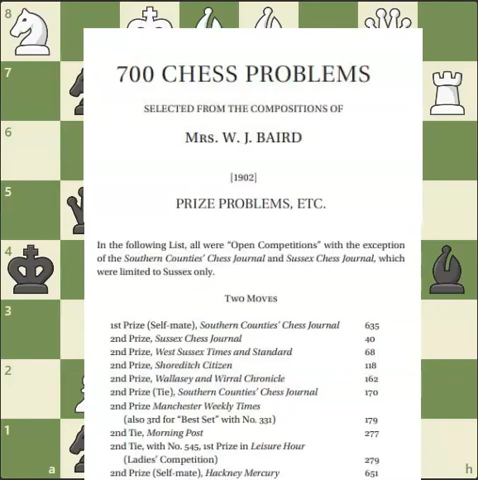 8
700 CHESS PROBLEMS
7
SELECTED FROM THE COMPOSITIONS OF
6
MRS. W. J. BAIRD
[1902]
5
PRIZE PROBLEMS, ETC.
4
In the following List, all were “Open Competitions” with the exception
of the Southern Counties’ Chess Journal and Sussex Chess Journal, which
were limited to Sussex only.
TWO MOVES
3
1st Prize (Self-mate), Southern Counties’ Chess Journal 635
2nd Prize, Sussex Chess Journal 40
2nd Prize, West Sussex Times and Standard 68
2nd Prize, Shoreditch Citizen 118
2
2nd Prize, Wallasey and Wirral Chronicle 162
2nd Prize (Tie), Southern Counties’ Chess Journal 170
2nd Prize Manchester Weekly Times
(also 3rd for “Best Set” with No. 331) 179
1
2nd Tie, Morning Post 277
2nd Tie, with No. 545, 1st Prize in Leisure Hour
(Ladies’ Competition) 279
2nd Prize (Self-mate), Hackney Mercury 651
a h